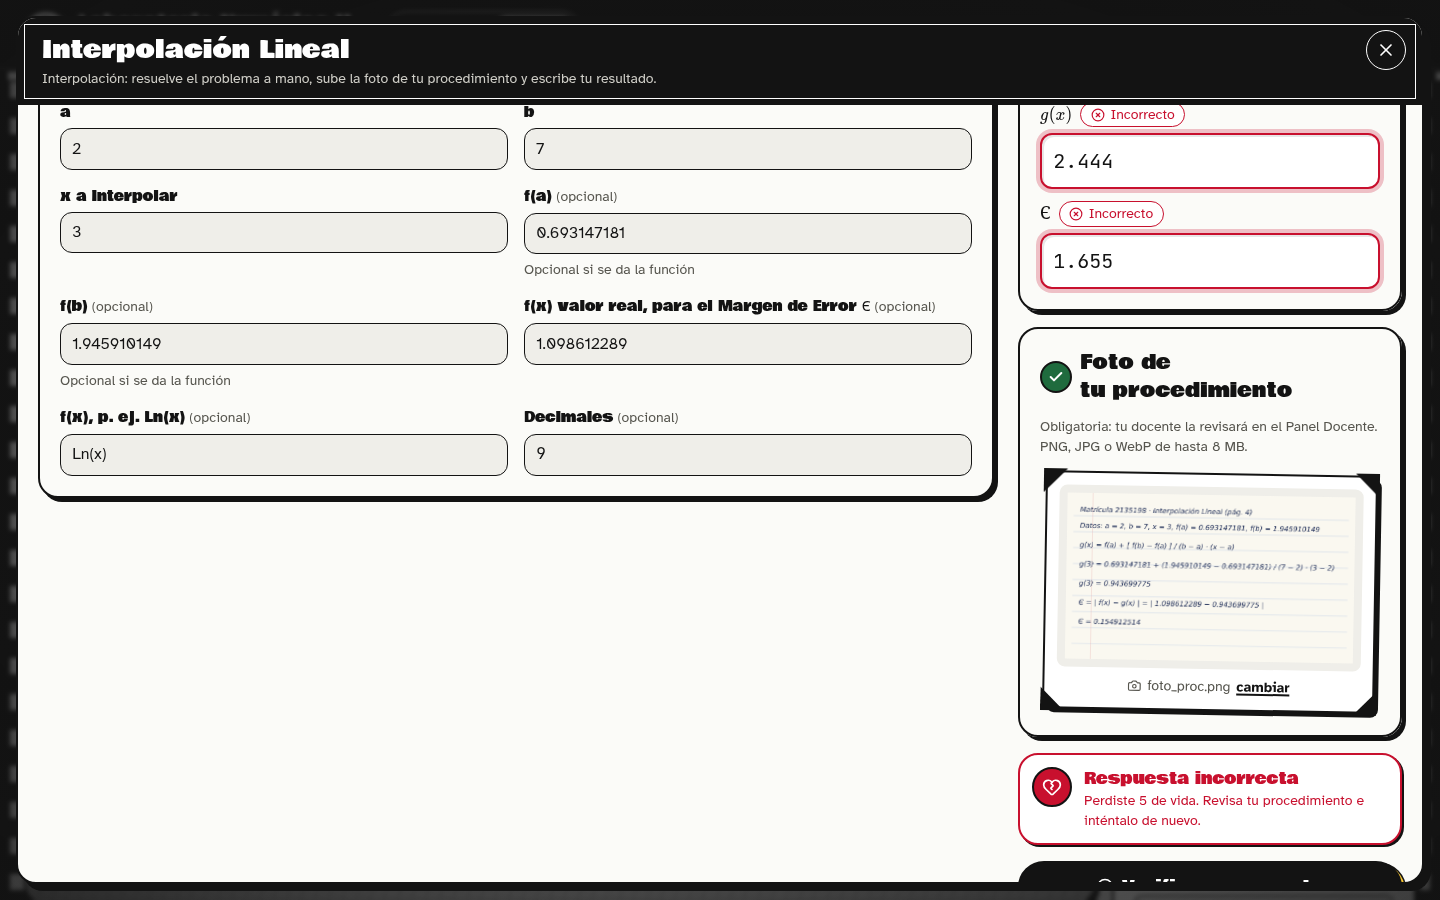 Interpolación Lineal
Interpolación: resuelve el problema a mano, sube la foto de tu procedimiento y escribe tu resultado.
a
2
b
7
x a interpolar
3
f(a) (opcional)
0.693147181
Opcional si se da la función
f(b) (opcional)
1.945910149
Opcional si se da la función
f(x) valor real, para el Margen de Error Є (opcional)
1.098612289
f(x), p. ej. Ln(x) (opcional)
Ln(x)
Decimales (opcional)
9
g(x) Incorrecto
2.444
Є Incorrecto
1.655
Foto de
tu procedimiento
Obligatoria: tu docente la revisará en el Panel Docente.
PNG, JPG o WebP de hasta 8 MB.
Matrícula 2135198 · Interpolación Lineal (pág. 4)
Datos: a = 2, b = 7, x = 3, f(a) = 0.693147181, f(b) = 1.945910149
g(x) = f(a) + [ f(b) − f(a) ] / (b − a) · (x − a)
g(3) = 0.693147181 + (1.945910149 − 0.693147181) / (7 − 2) · (3 − 2)
g(3) = 0.943699775
Є = | f(x) − g(x) | = | 1.098612289 − 0.943699775 |
Є = 0.154912514
foto_proc.png cambiar
Respuesta incorrecta
Perdiste 5 de vida. Revisa tu procedimiento e
inténtalo de nuevo.